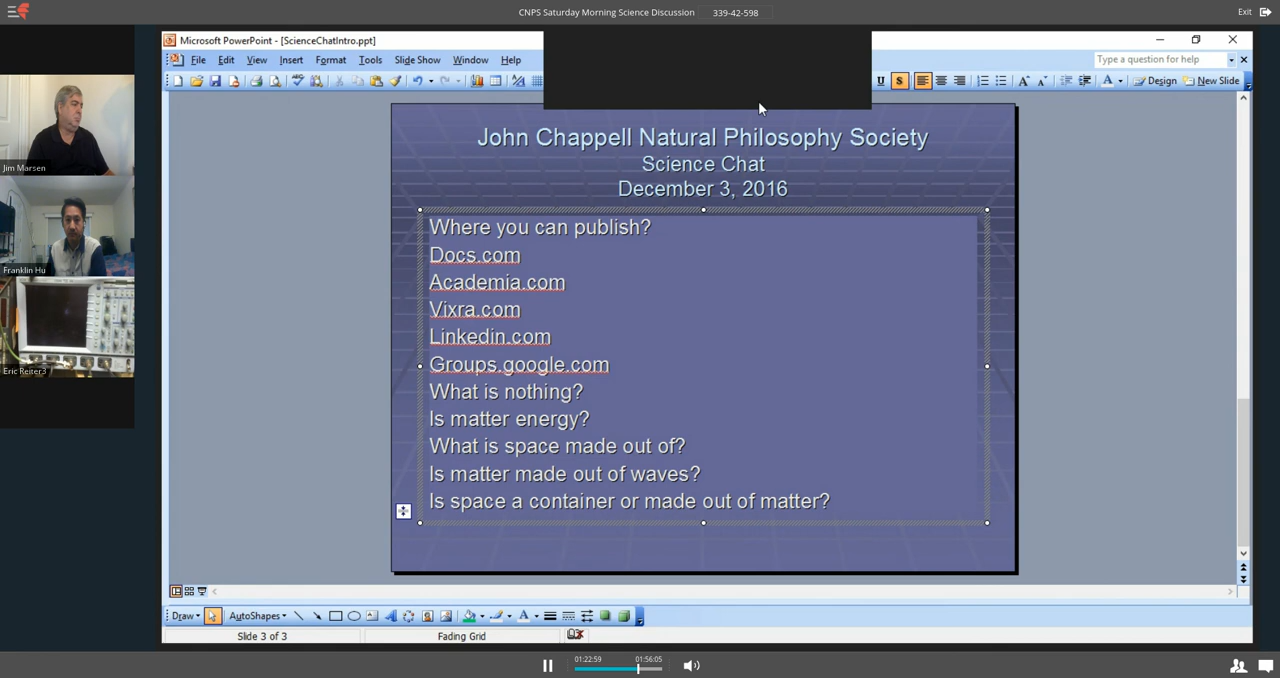 CNPS Saturday Morning Science Discussion 339-42-598 Exit
Microsoft PowerPoint - [ScienceChatIntro.ppt]
File Edit View Insert Format Tools Slide Show Window Help Type a question for help
U S A Design New Slide
Jim Marsen
Franklin Hu
Eric Reiter3
John Chappell Natural Philosophy Society
Science Chat
December 3, 2016
Where you can publish?
Docs.com
Academia.com
Vixra.com
Linkedin.com
Groups.google.com
What is nothing?
Is matter energy?
What is space made out of?
Is matter made out of waves?
Is space a container or made out of matter?
Draw AutoShapes A
Slide 3 of 3 Fading Grid
01:22:59 01:56:05